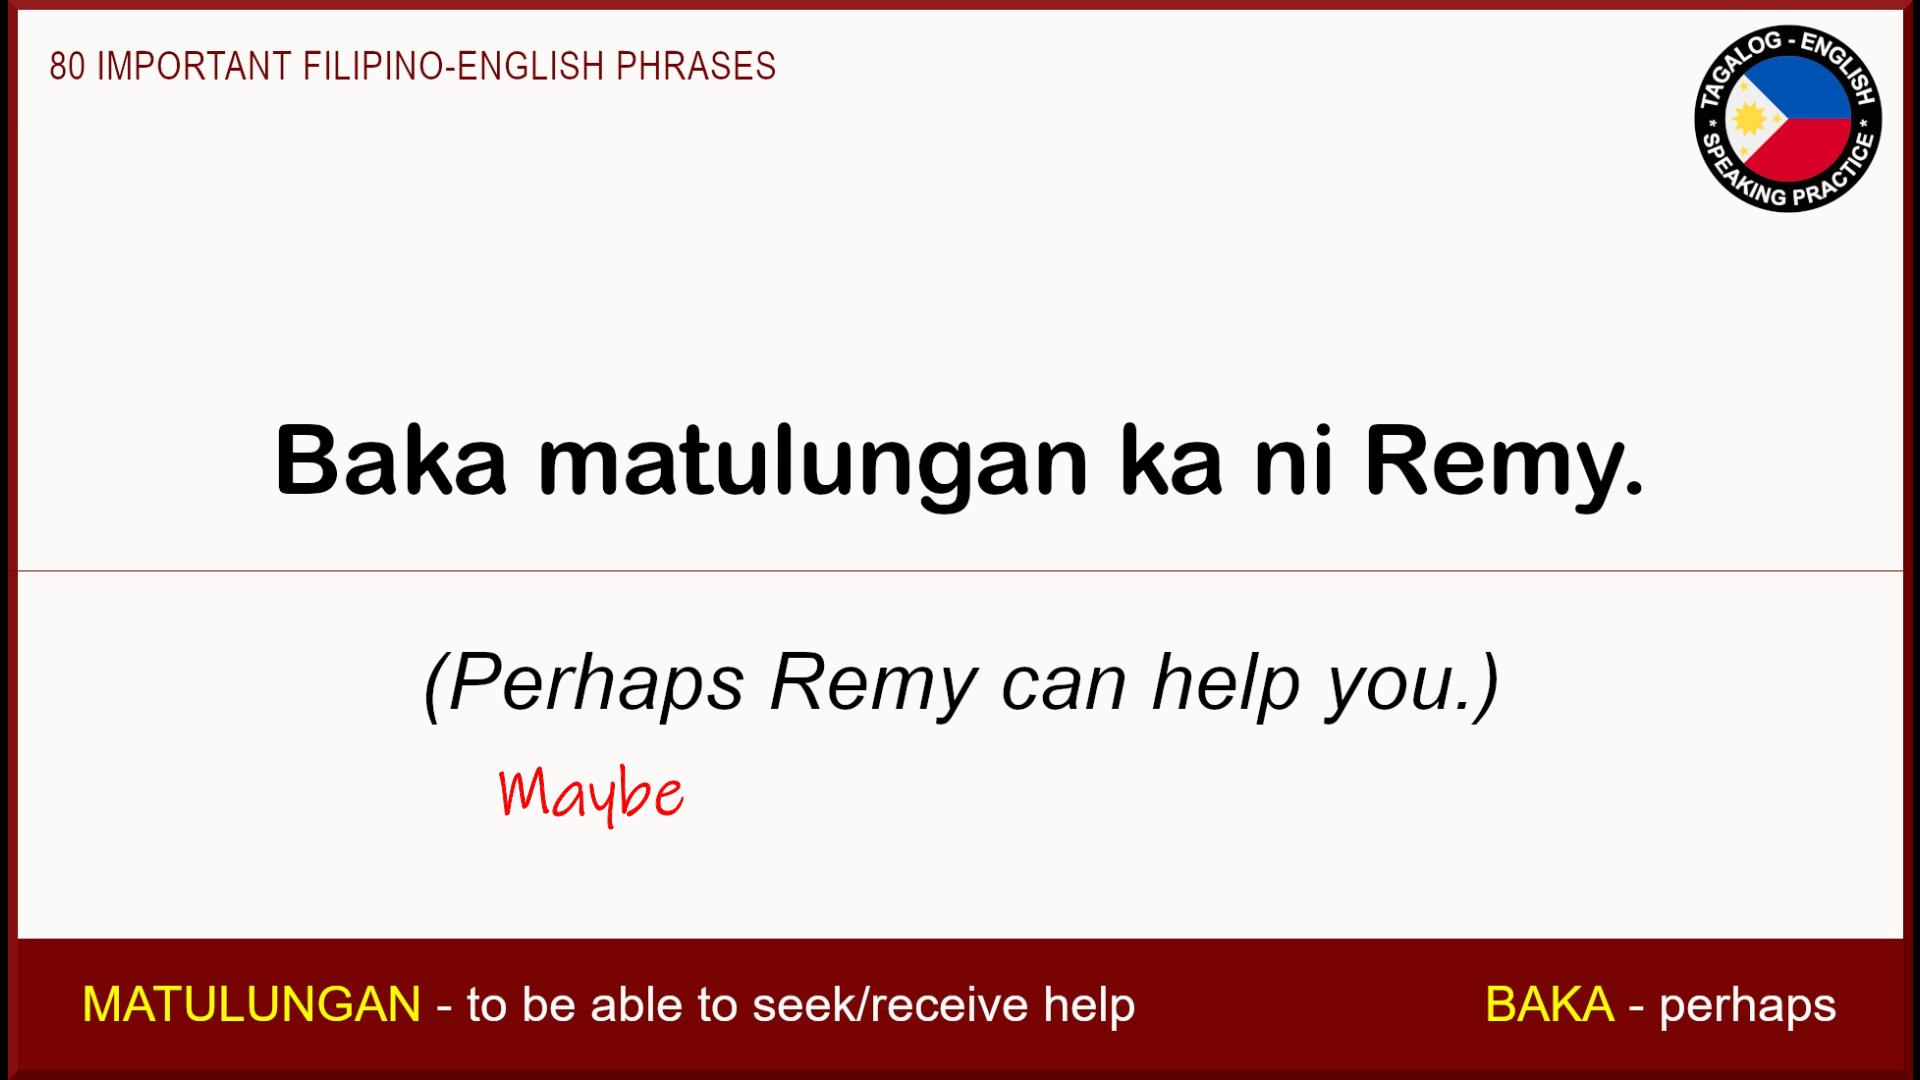 80 IMPORTANT FILIPINO-ENGLISH PHRASES
TAGALOG - ENGLISH
* SPEAKING PRACTICE *
Baka matulungan ka ni Remy.
(Perhaps Remy can help you.)
Maybe
MATULUNGAN - to be able to seek/receive help
BAKA - perhaps